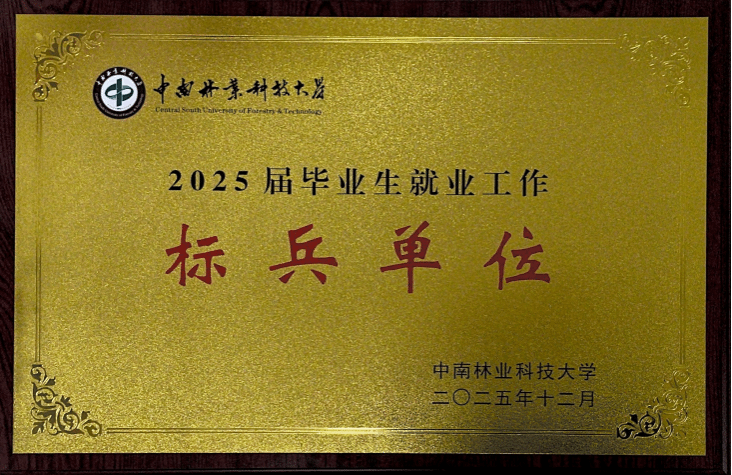 中南林业科技大学
Central South University of Forestry & Technology
2025届毕业生就业工作
标兵单位
中南林业科技大学
二〇二五年十二月